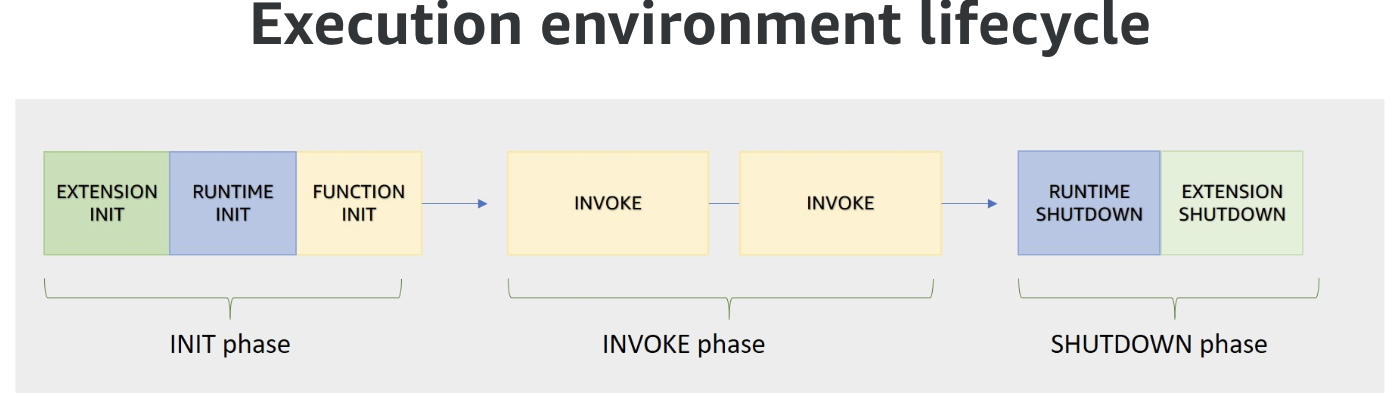 Execution environment lifecycle
EXTENSION
INIT
RUNTIME
INIT
FUNCTION
INIT
INVOKE
INVOKE
RUNTIME
SHUTDOWN
EXTENSION
SHUTDOWN
INIT phase
INVOKE phase
SHUTDOWN phase